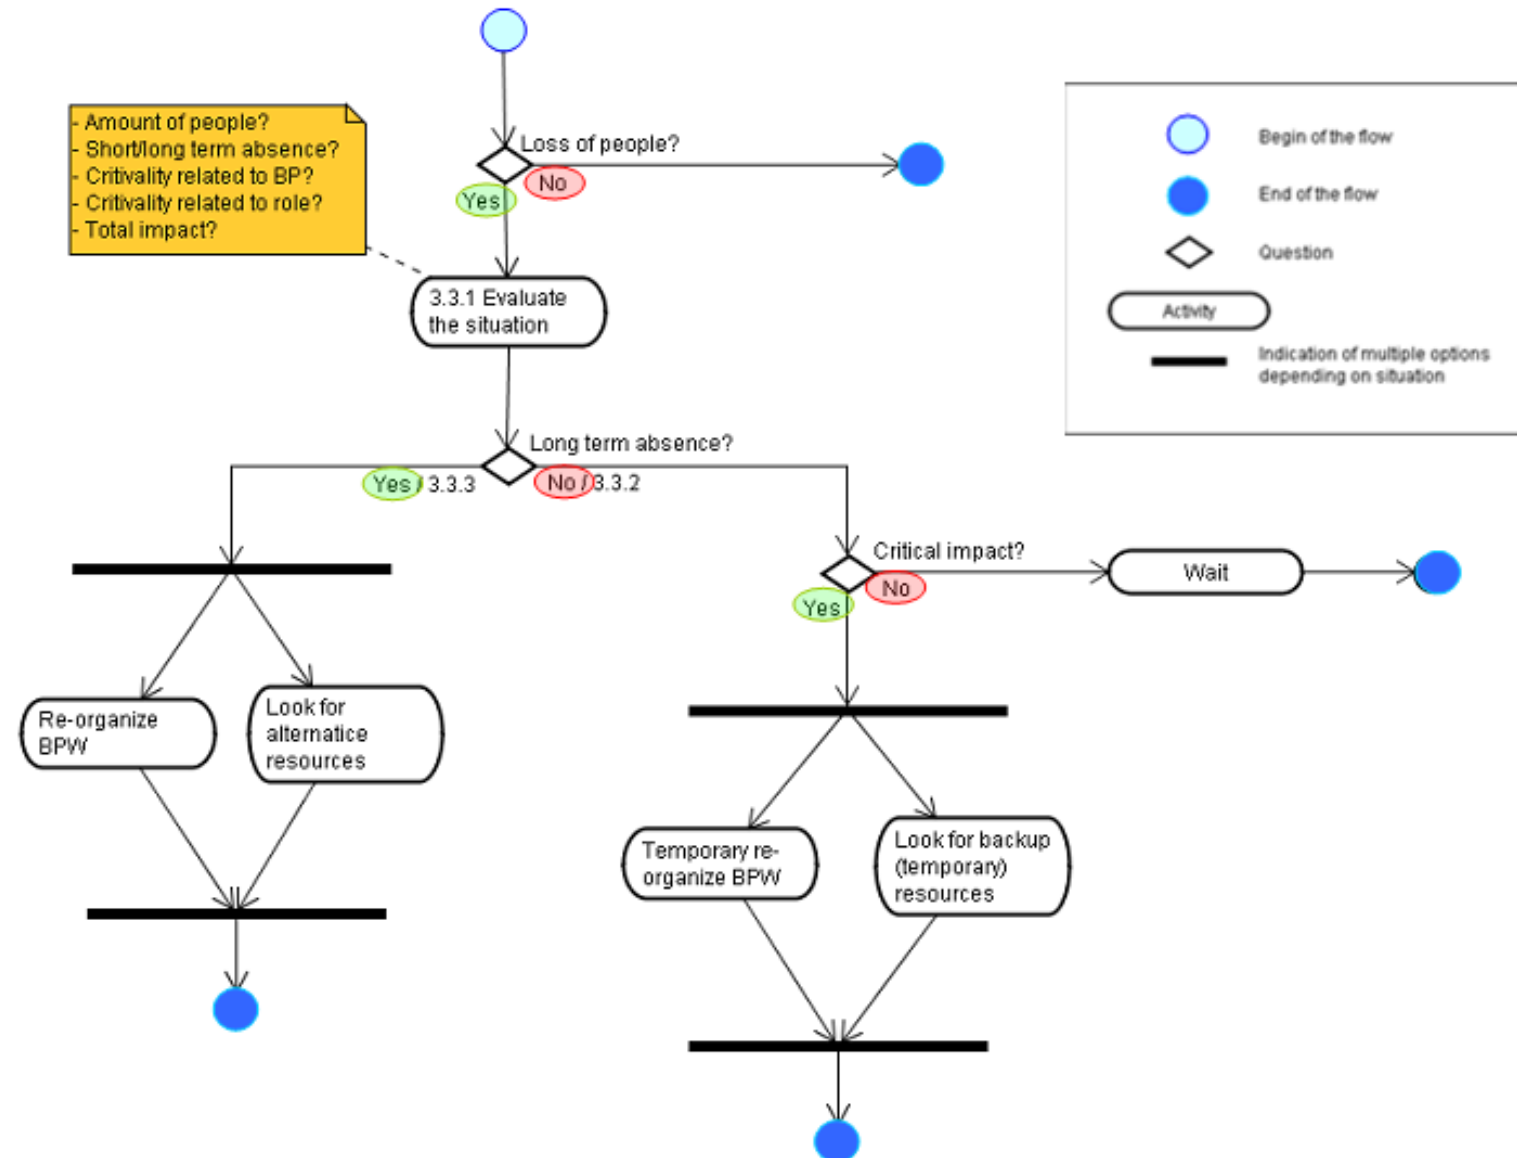 - Amount of people?
- Short/long term absence?
- Critivality related to BP?
- Critivality related to role?
- Total impact?
Loss of people?
No
Yes
3.3.1 Evaluate
the situation
Long term absence?
Yes / 3.3.3
No / 3.3.2
Critical impact?
No
Yes
Wait
Re-organize
BPW
Look for
alternatice
resources
Temporary re-
organize BPW
Look for backup
(temporary)
resources
Begin of the flow
End of the flow
Question
Activity
Indication of multiple options
depending on situation